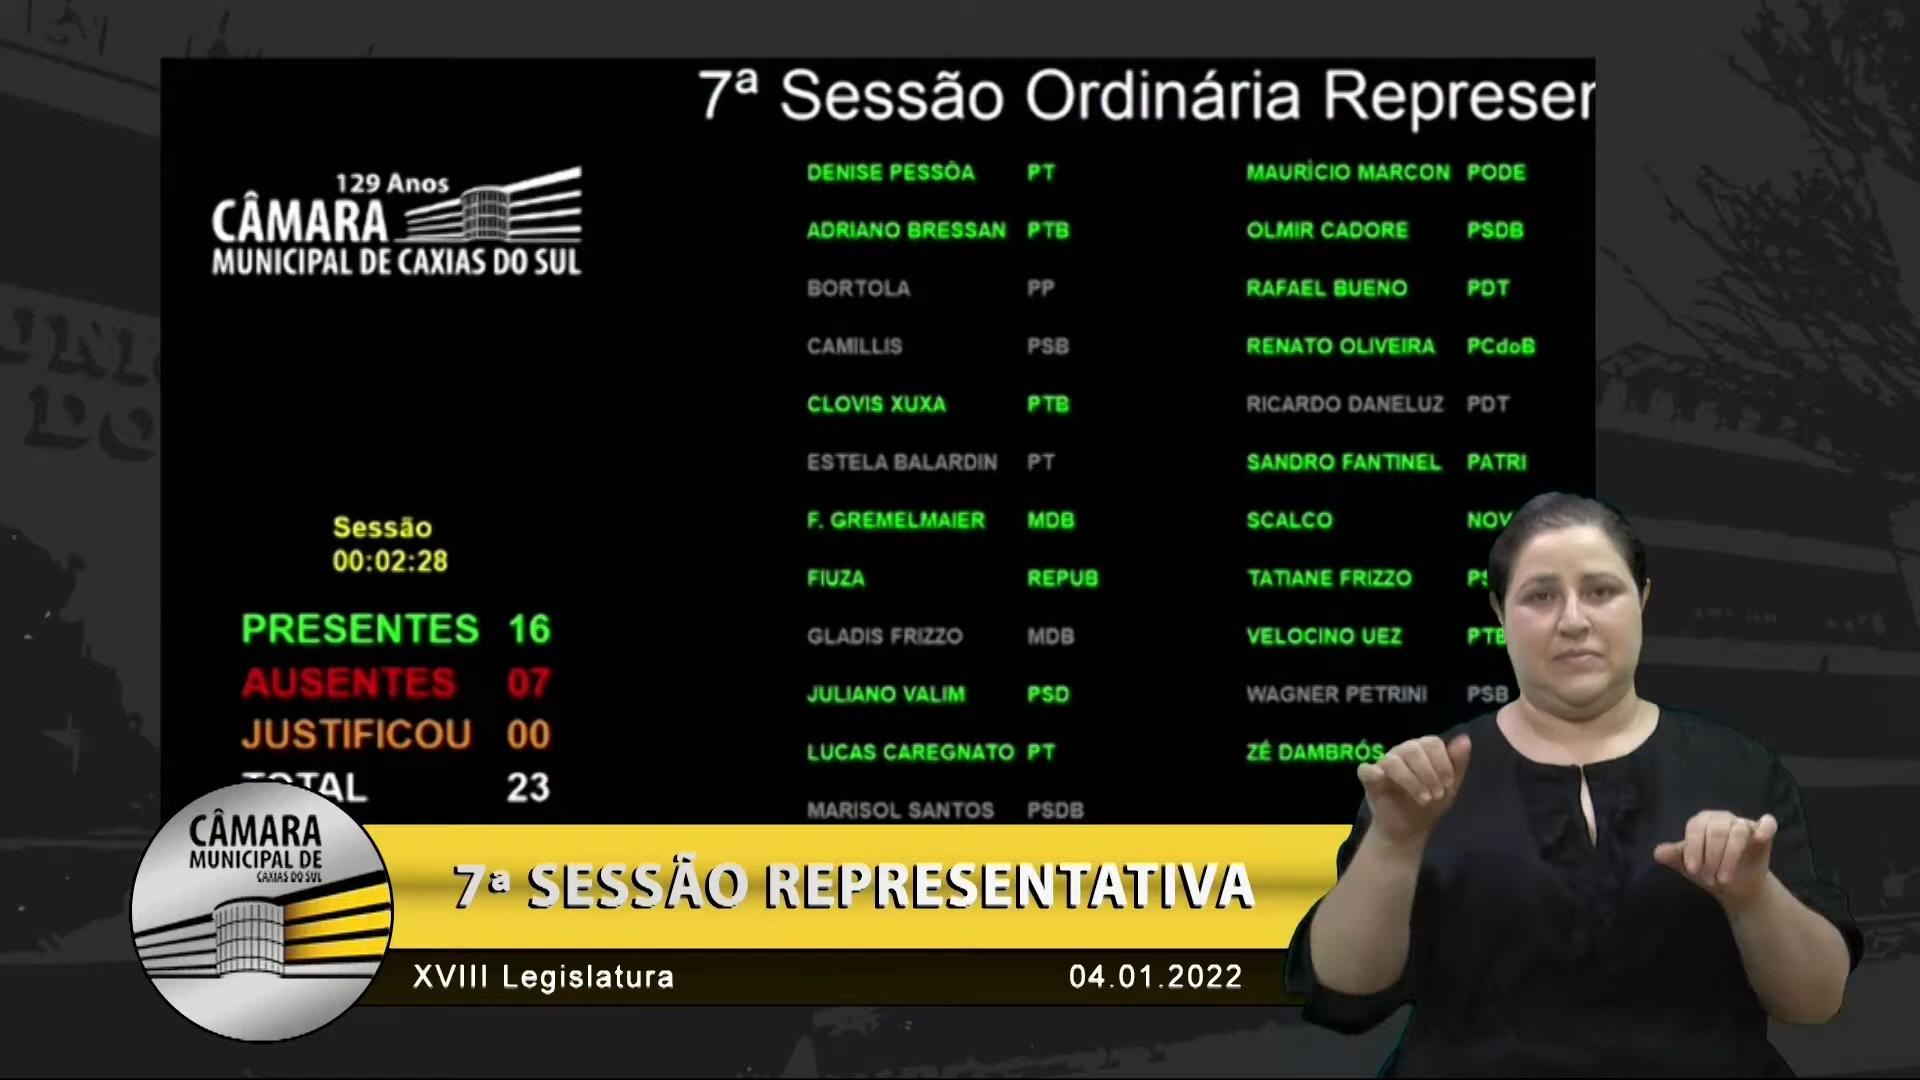 7ª Sessão Ordinária Represen
129 Anos
CÂMARA
MUNICIPAL DE CAXIAS DO SUL
DENISE PESSÔA PT
MAURÍCIO MARCON PODE
ADRIANO BRESSAN PTB
OLMIR CADORE PSDB
BORTOLA PP
RAFAEL BUENO PDT
CAMILLIS PSB
RENATO OLIVEIRA PCdoB
CLOVIS XUXA PTB
RICARDO DANELUZ PDT
ESTELA BALARDIN PT
SANDRO FANTINEL PATRI
F. GREMELMAIER MDB
SCALCO NOV
FIUZA REPUB
TATIANE FRIZZO PS
GLADIS FRIZZO MDB
VELOCINO UEZ PTB
JULIANO VALIM PSD
WAGNER PETRINI PSB
LUCAS CAREGNATO PT
ZÉ DAMBRÓS
MARISOL SANTOS PSDB
Sessão
00:02:28
PRESENTES 16
AUSENTES 07
JUSTIFICOU 00
TOTAL 23
CÂMARA
MUNICIPAL DE
CAXIAS DO SUL
7ª SESSÃO REPRESENTATIVA
XVIII Legislatura 04.01.2022